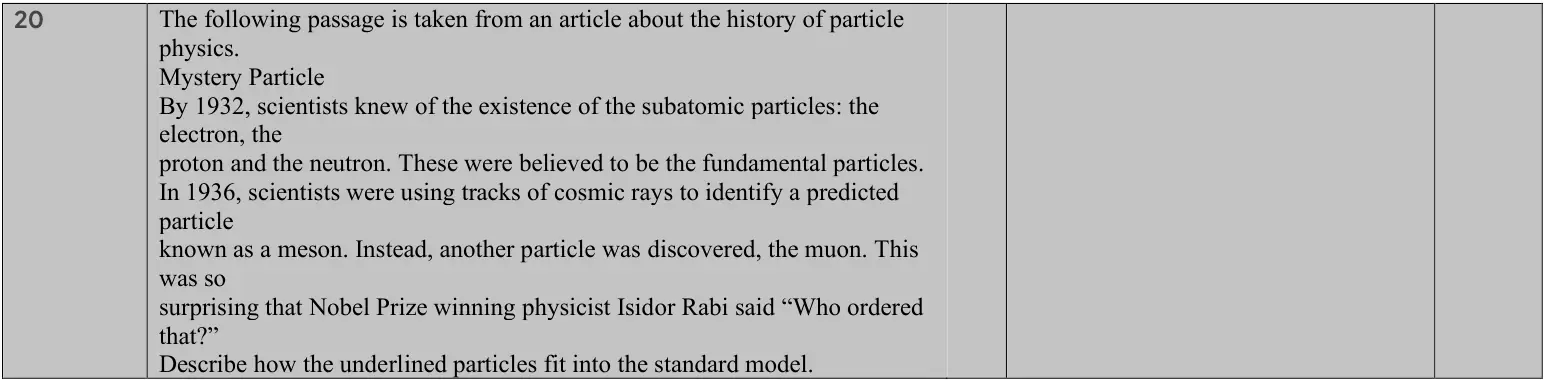 20
The following passage is taken from an article about the history of particle
physics.
Mystery Particle
By 1932, scientists knew of the existence of the subatomic particles: the
electron, the
proton and the neutron. These were believed to be the fundamental particles.
In 1936, scientists were using tracks of cosmic rays to identify a predicted
particle
known as a meson. Instead, another particle was discovered, the muon. This
was so
surprising that Nobel Prize winning physicist Isidor Rabi said “Who ordered
that?”
Describe how the underlined particles fit into the standard model.